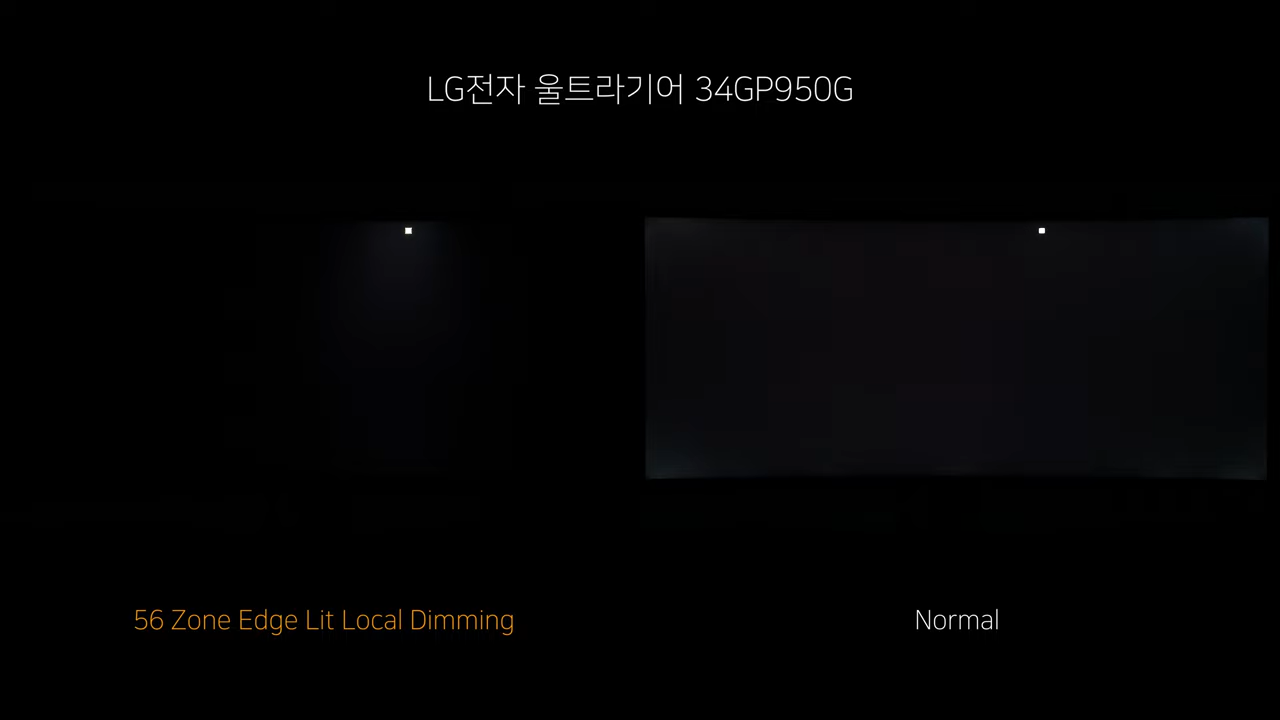 LG전자 울트라기어 34GP950G
56 Zone Edge Lit Local Dimming
Normal